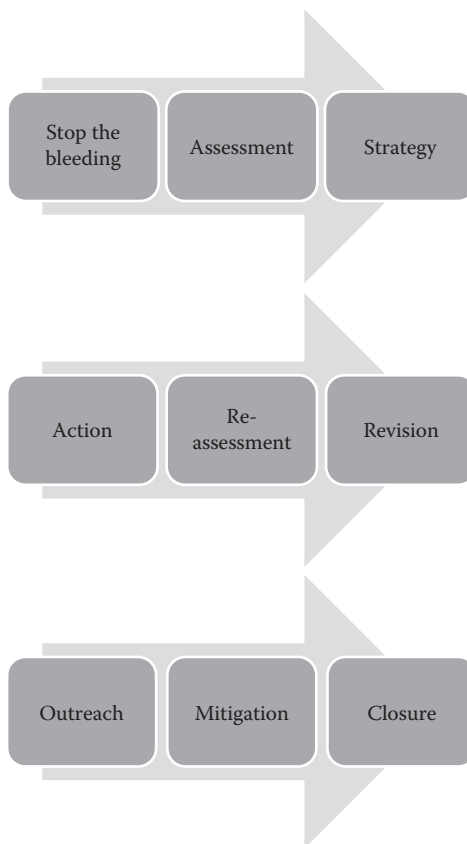 Stop the
bleeding
Assessment
Strategy
Action
Re-
assessment
Revision
Outreach
Mitigation
Closure